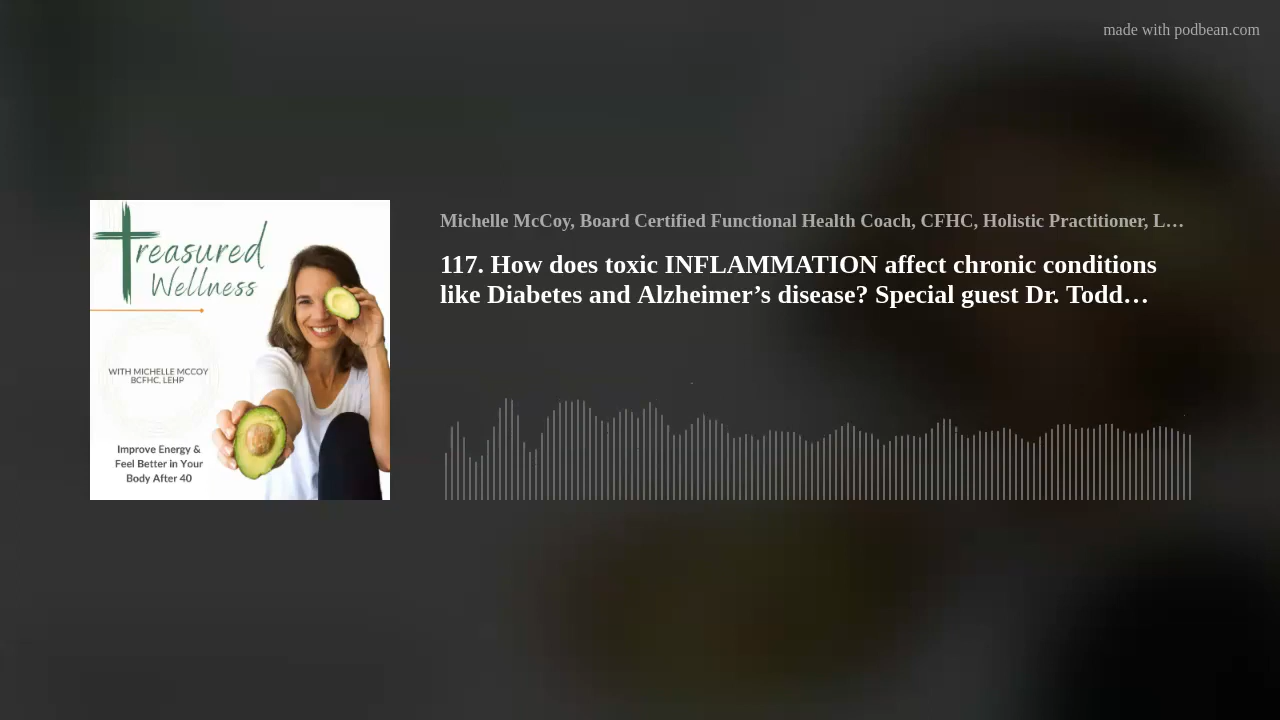 made with podbean.com
Michelle McCoy, Board Certified Functional Health Coach, CFHC, Holistic Practitioner, L…
117. How does toxic INFLAMMATION affect chronic conditions
like Diabetes and Alzheimer’s disease? Special guest Dr. Todd…
treasured
Wellness
WITH MICHELLE MCCOY
BCFHC, LEHP
Improve Energy &
Feel Better in Your
Body After 40